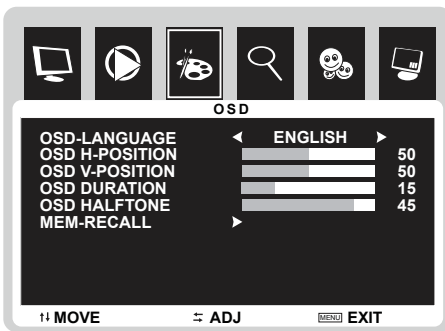 OSD
OSD-LANGUAGE ENGLISH
OSD H-POSITION 50
OSD V-POSITION 50
OSD DURATION 15
OSD HALFTONE 45
MEM-RECALL
MOVE ADJ MENU EXIT